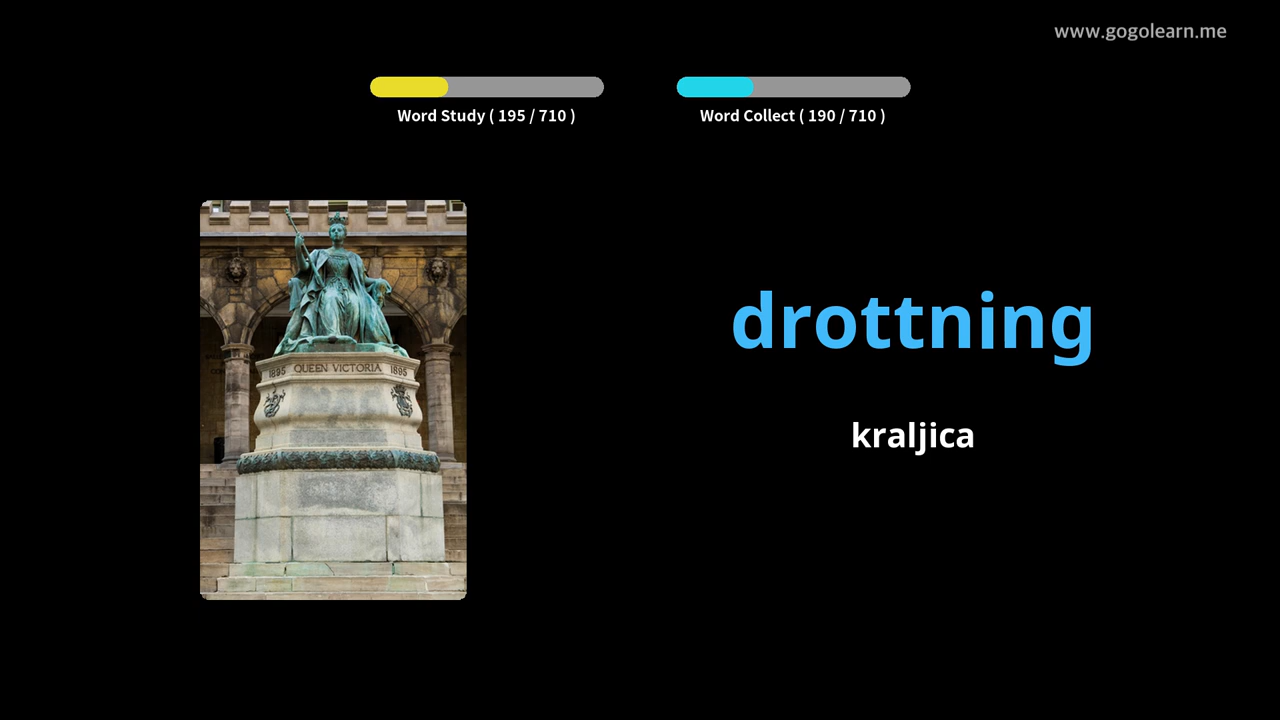 www.gogolearn.me
Word Study ( 195 / 710 )
Word Collect ( 190 / 710 )
drottning
kraljica
1895 QUEEN VICTORIA 1895